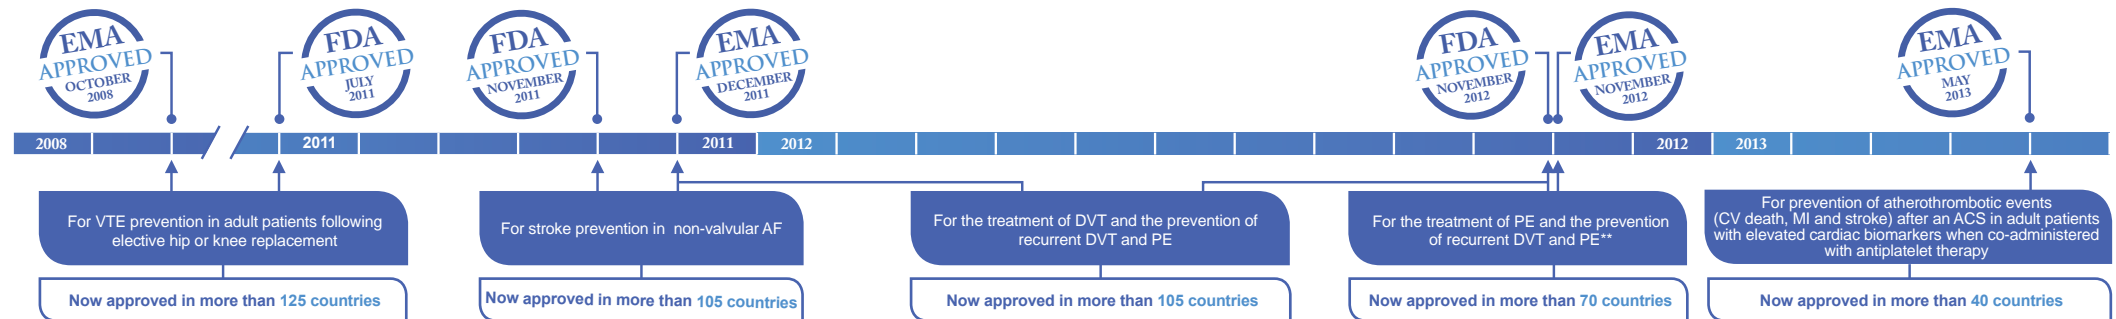 EMA
APPROVED
OCTOBER
2008
FDA
APPROVED
JULY
2011
FDA
APPROVED
NOVEMBER
2011
EMA
APPROVED
DECEMBER
2011
FDA
APPROVED
NOVEMBER
2012
EMA
APPROVED
NOVEMBER
2012
EMA
APPROVED
MAY
2013
2008
2011
2011
2012
2012
2013
For VTE prevention in adult patients following
elective hip or knee replacement
For stroke prevention in non-valvular AF
For the treatment of DVT and the prevention of
recurrent DVT and PE
For the treatment of PE and the prevention
of recurrent DVT and PE**
For prevention of atherothrombotic events
(CV death, MI and stroke) after an ACS in adult patients
with elevated cardiac biomarkers when co-administered
with antiplatelet therapy
Now approved in more than 125 countries
Now approved in more than 105 countries
Now approved in more than 105 countries
Now approved in more than 70 countries
Now approved in more than 40 countries